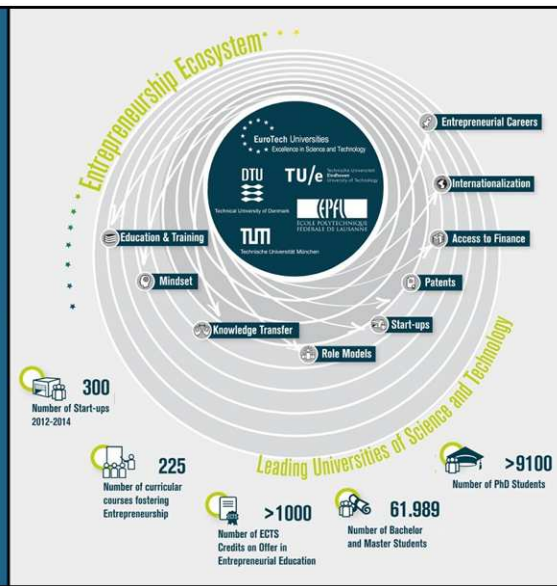 Entrepreneurship Ecosystem
EuroTech Universities
Excellence in Science and Technology
DTU
Technical University of Denmark
TU/e
Technische Universiteit
Eindhoven
University of Technology
EPFL
ÉCOLE POLYTECHNIQUE
FÉDÉRALE DE LAUSANNE
TUM
Technische Universität München
Entrepreneurial Careers
Internationalization
Access to Finance
Patents
Start-ups
Role Models
Knowledge Transfer
Mindset
Education & Training
Leading Universities of Science and Technology
300
Number of Start-ups
2012-2014
225
Number of curricular
courses fostering
Entrepreneurship
>1000
Number of ECTS
Credits on Offer in
Entrepreneurial Education
61.989
Number of Bachelor
and Master Students
>9100
Number of PhD Students